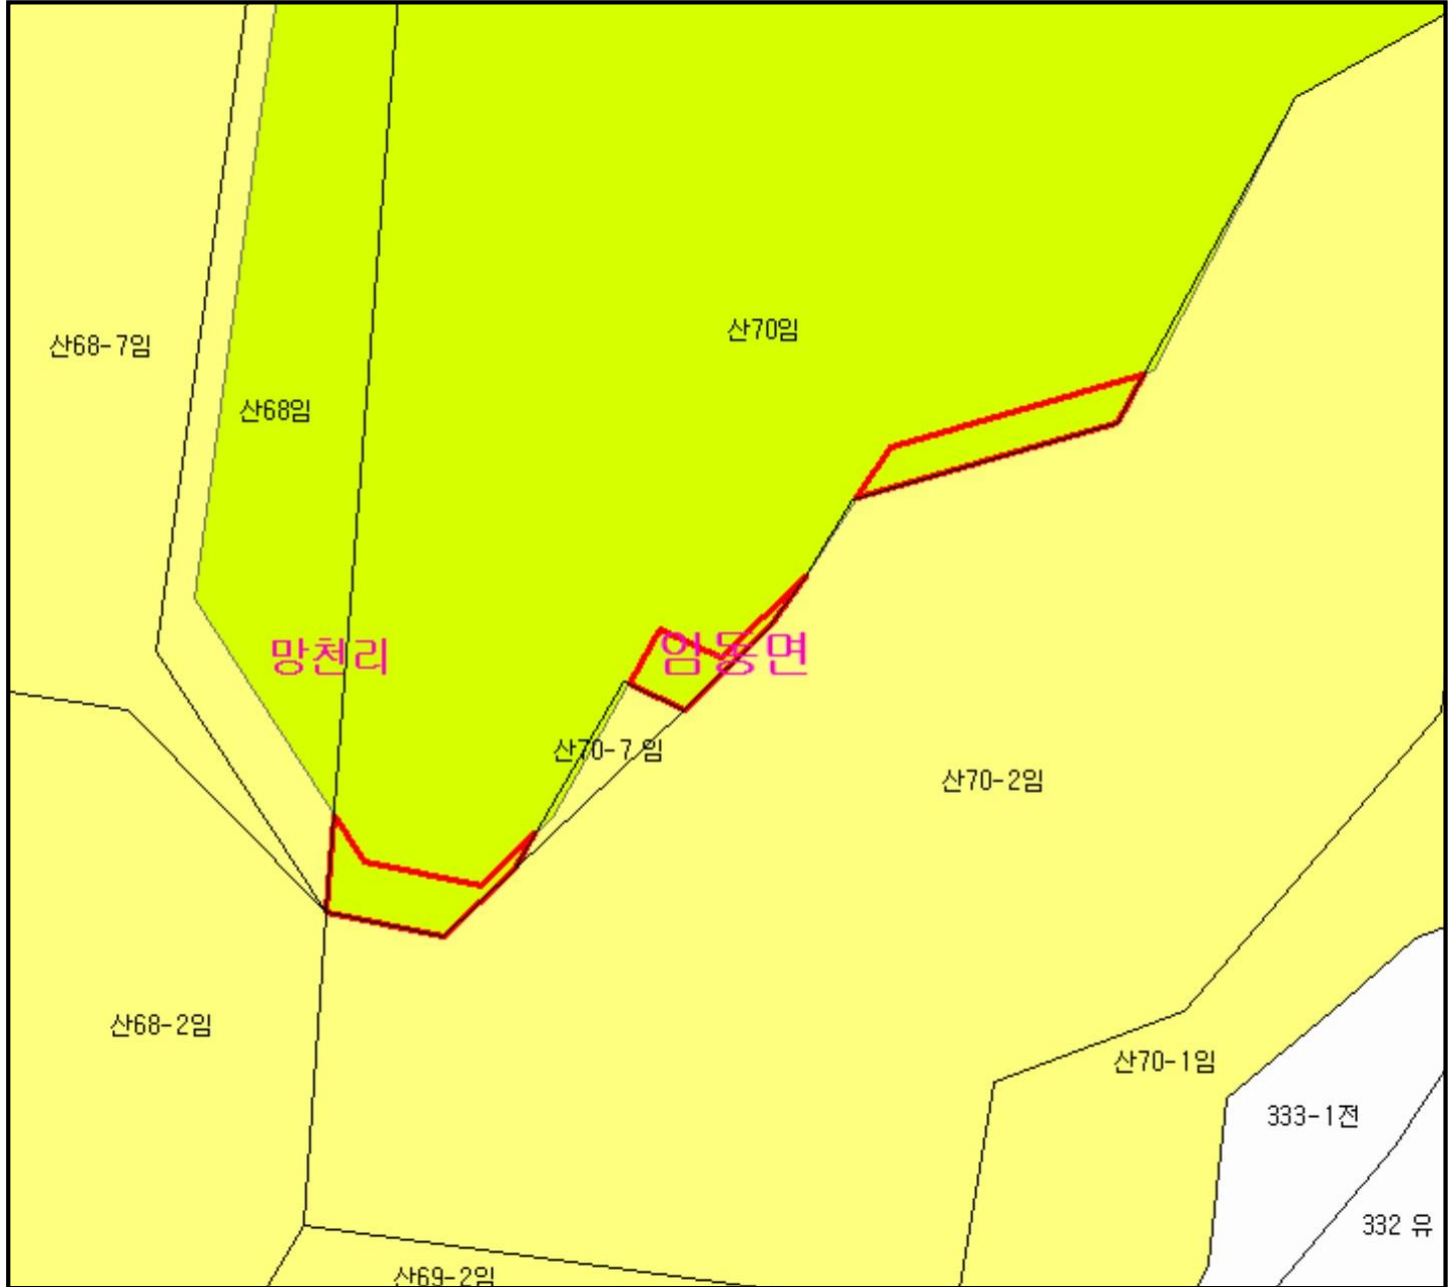 산70임
산68-7임
산68임
망천리
임동면
산70-7 임
산70-2임
산68-2임
산70-1임
333-1전
332 유
산69-2임